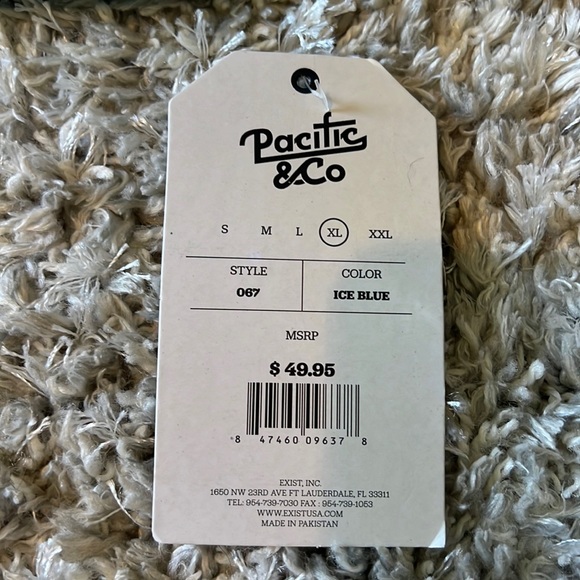 Pacific
&Co
S M L XL XXL
STYLE COLOR
067 ICE BLUE
MSRP
$ 49.95
8 47460 09637 8
EXIST, INC.
1650 NW 23RD AVE FT LAUDERDALE, FL 33311
TEL: 954-739-7030 FAX : 954-739-1053
WWW.EXISTUSA.COM
MADE IN PAKISTAN